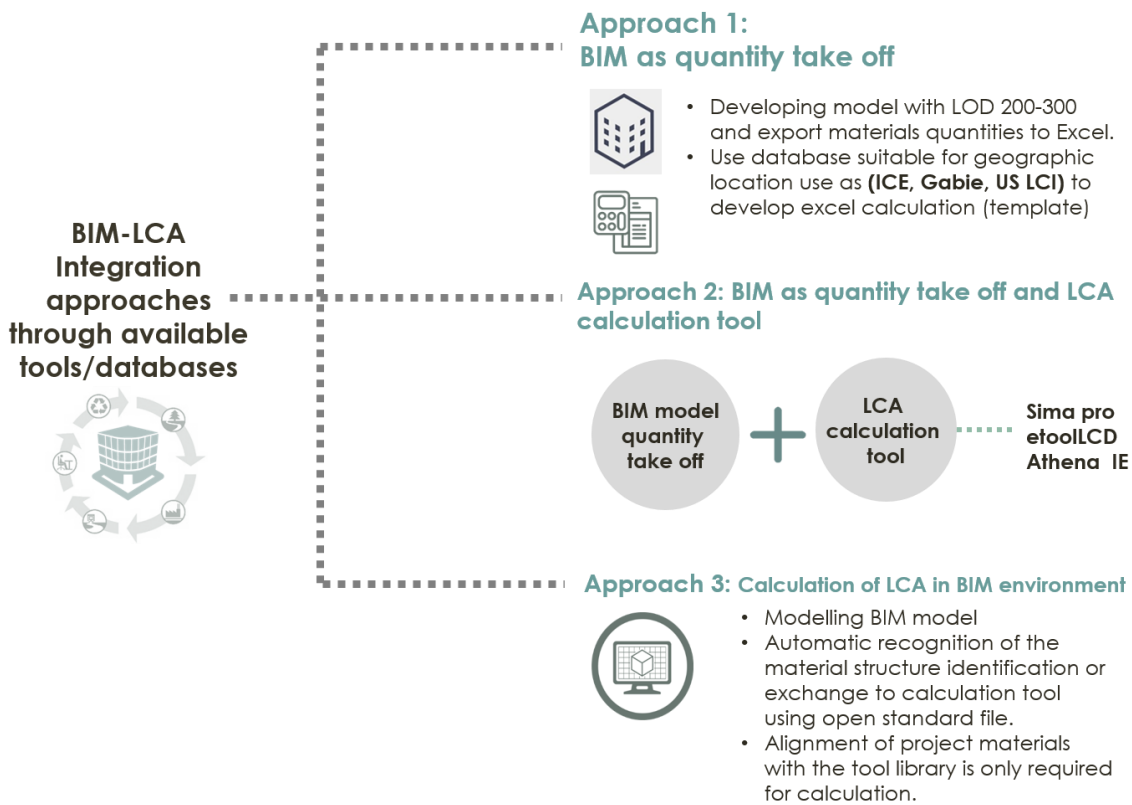 BIM-LCA
Integration
approaches
through available
tools/databases
Approach 1:
BIM as quantity take off
• Developing model with LOD 200-300
and export materials quantities to Excel.
• Use database suitable for geographic
location use as (ICE, Gabie, US LCI) to
develop excel calculation (template)
Approach 2: BIM as quantity take off and LCA
calculation tool
BIM model
quantity
take off
LCA
calculation
tool
Sima pro
etoolLCD
Athena IE
Approach 3: Calculation of LCA in BIM environment
• Modelling BIM model
• Automatic recognition of the
material structure identification or
exchange to calculation tool
using open standard file.
• Alignment of project materials
with the tool library is only required
for calculation.